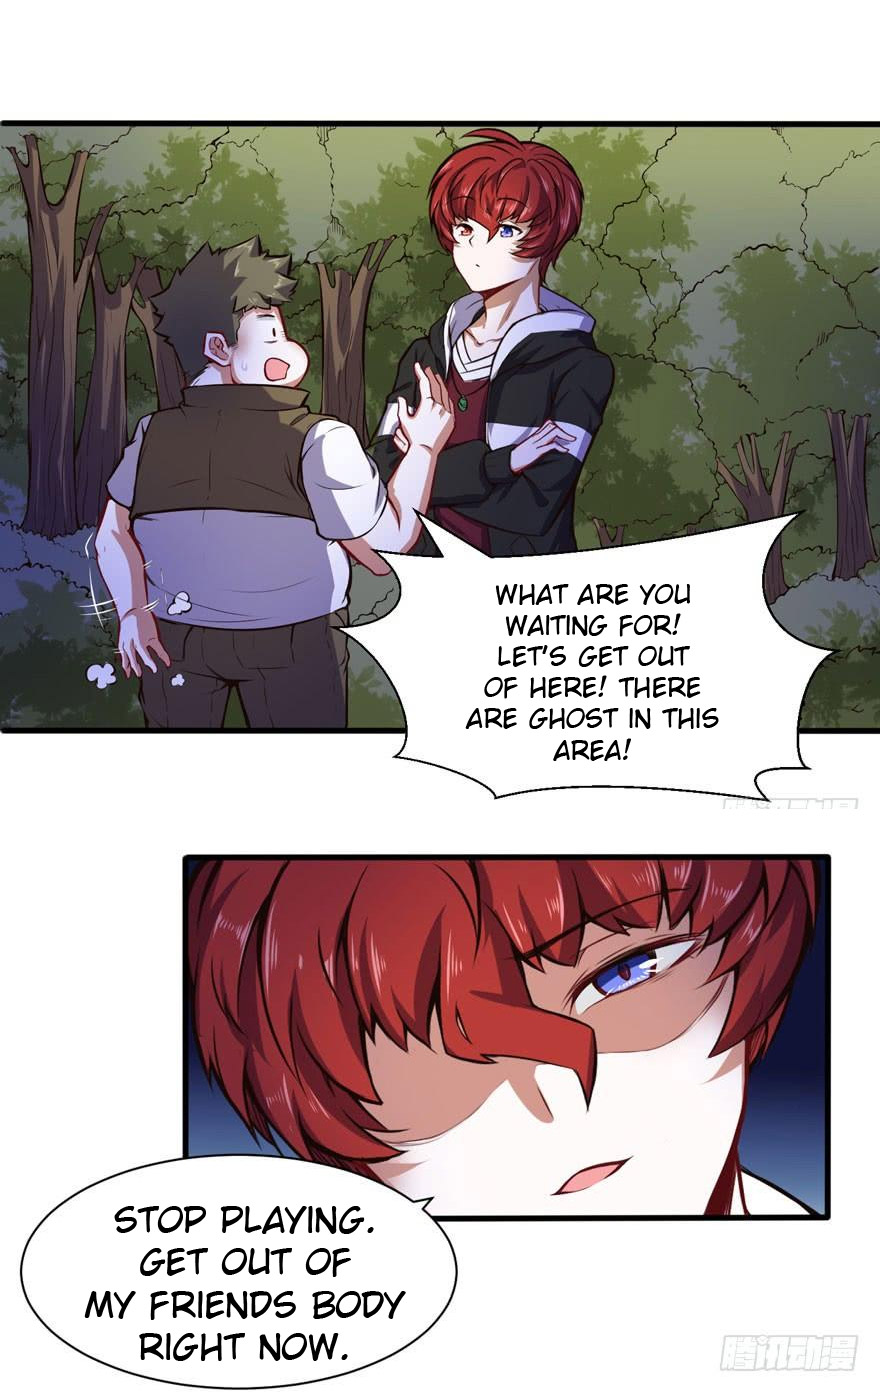 WHAT ARE YOU
WAITING FOR!
LET'S GET OUT
OF HERE! THERE
ARE GHOST IN THIS
AREA!
STOP PLAYING.
GET OUT OF
MY FRIENDS BODY
RIGHT NOW.
腾讯动漫